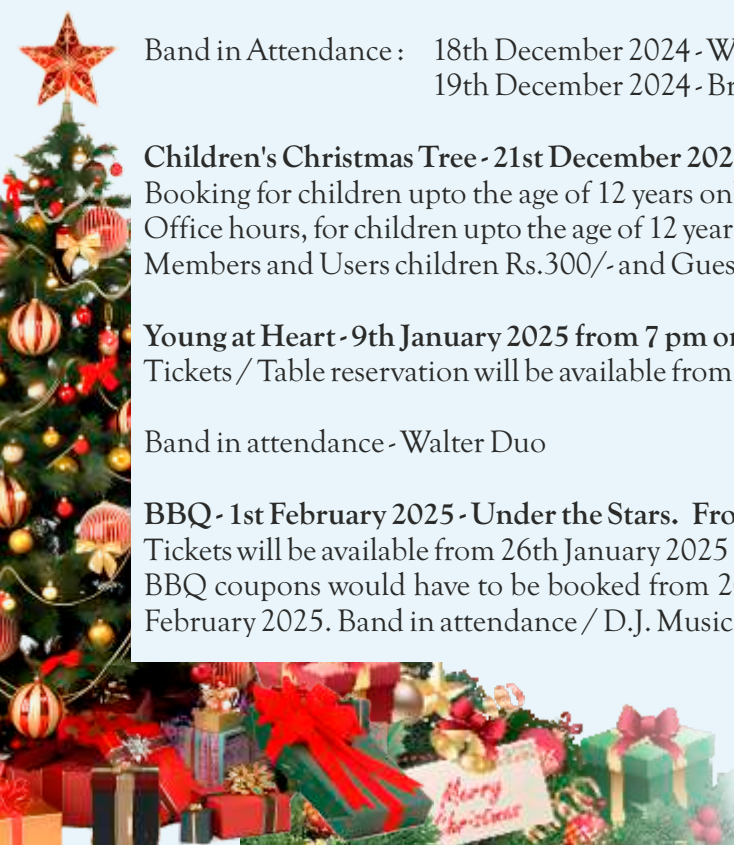 Band in Attendance : 18th December 2024 - W
19th December 2024 - Br
Children's Christmas Tree - 21st December 202
Booking for children upto the age of 12 years on
Office hours, for children upto the age of 12 year
Members and Users children Rs.300/- and Gues
Young at Heart - 9th January 2025 from 7 pm on
Tickets / Table reservation will be available from
Band in attendance - Walter Duo
BBQ - 1st February 2025 - Under the Stars. Fro
Tickets will be available from 26th January 2025
BBQ coupons would have to be booked from 2
February 2025. Band in attendance / D.J. Music
Merry
Christmas